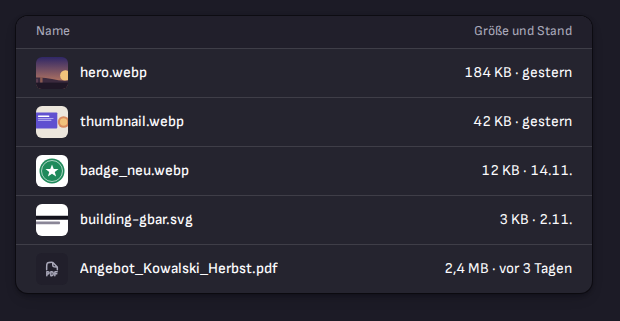 Name Größe und Stand
hero.webp 184 KB · gestern
thumbnail.webp 42 KB · gestern
badge_neu.webp 12 KB · 14.11.
building-gbar.svg 3 KB · 2.11.
PDF Angebot_Kowalski_Herbst.pdf 2,4 MB · vor 3 Tagen